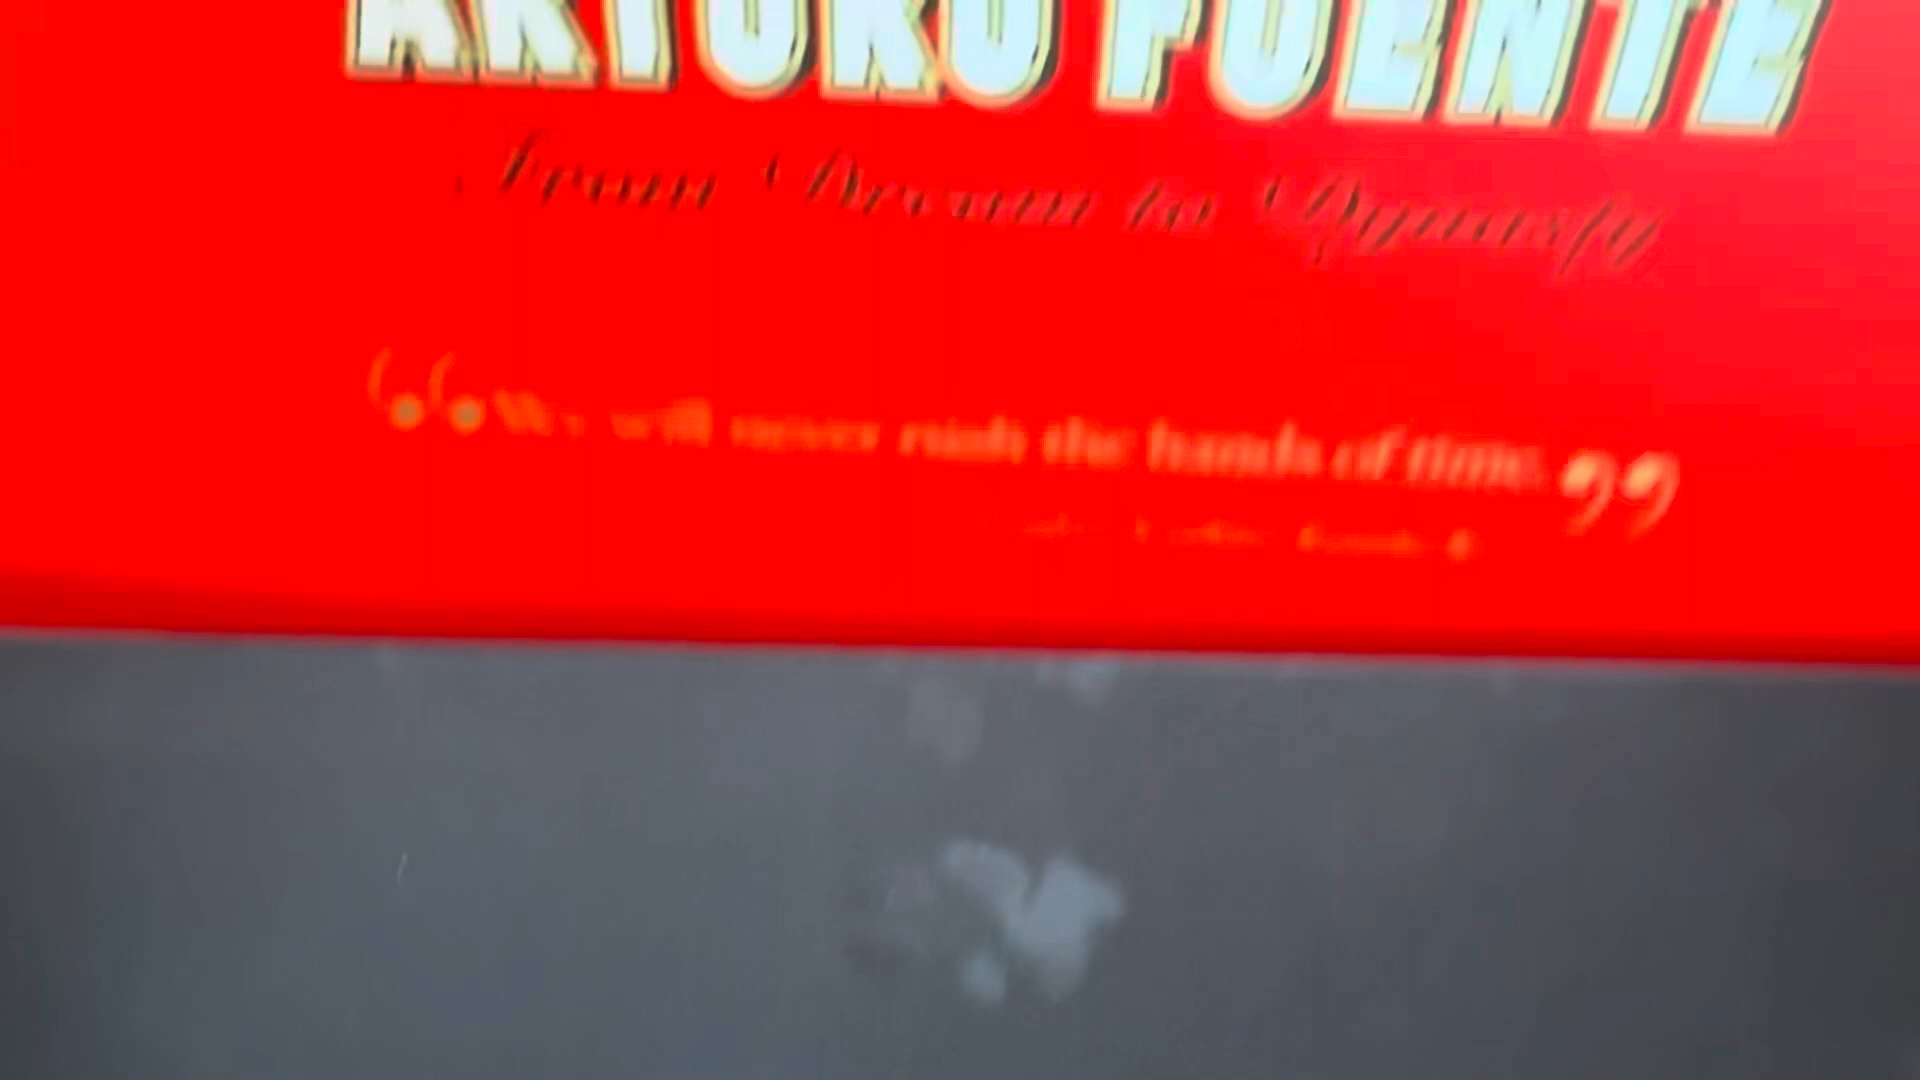 ARTURO FUENTE
From Dream to Dynasty
“We will never rush the hands of time.”